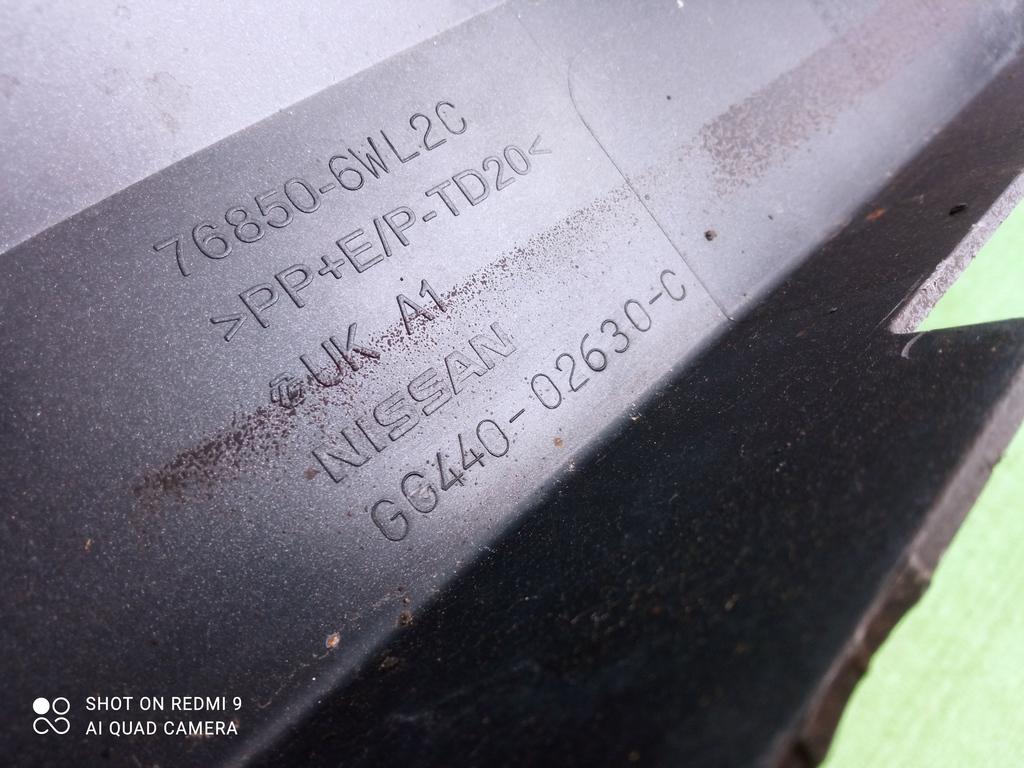 76850-6WL2C
>PP+E/P-TD20<
©UK A1
NISSAN
GG440-02630-C
SHOT ON REDMI 9
AI QUAD CAMERA